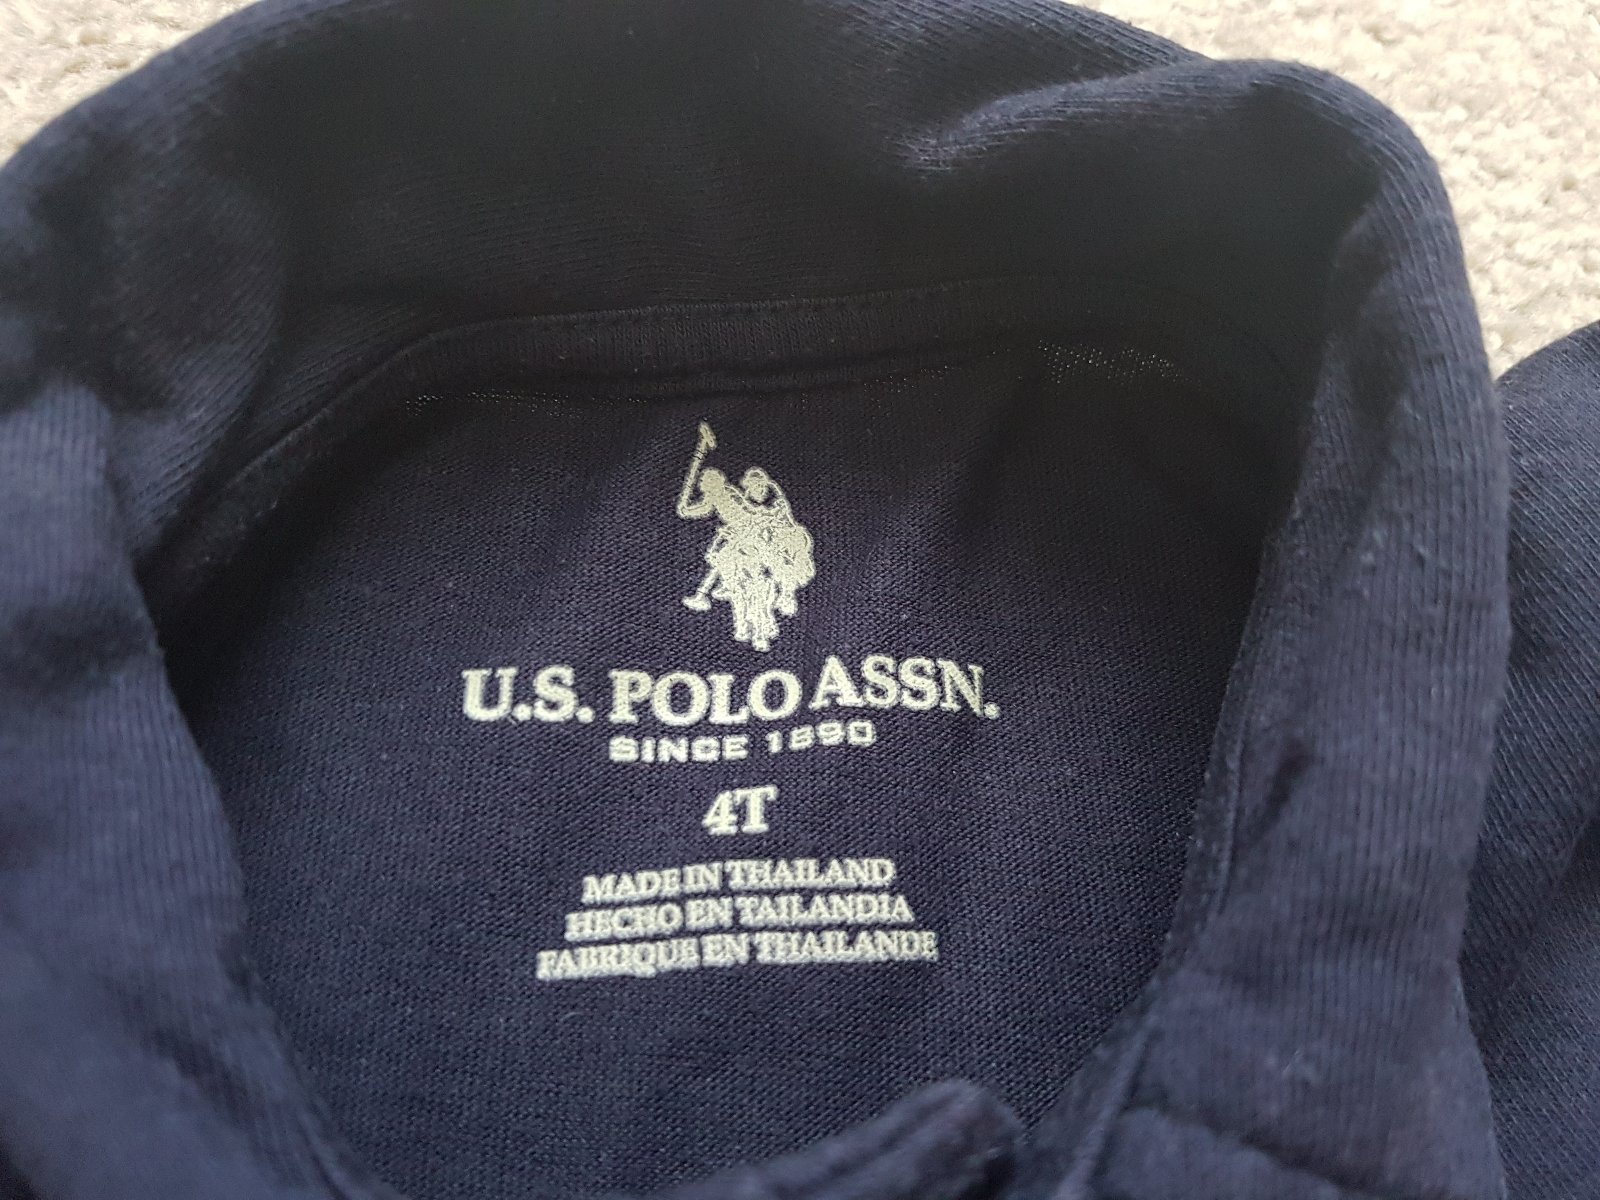 U.S. POLO ASSN.
SINCE 1890
4T
MADE IN THAILAND
HECHO EN TAILANDIA
FABRIQUE EN THAILANDE